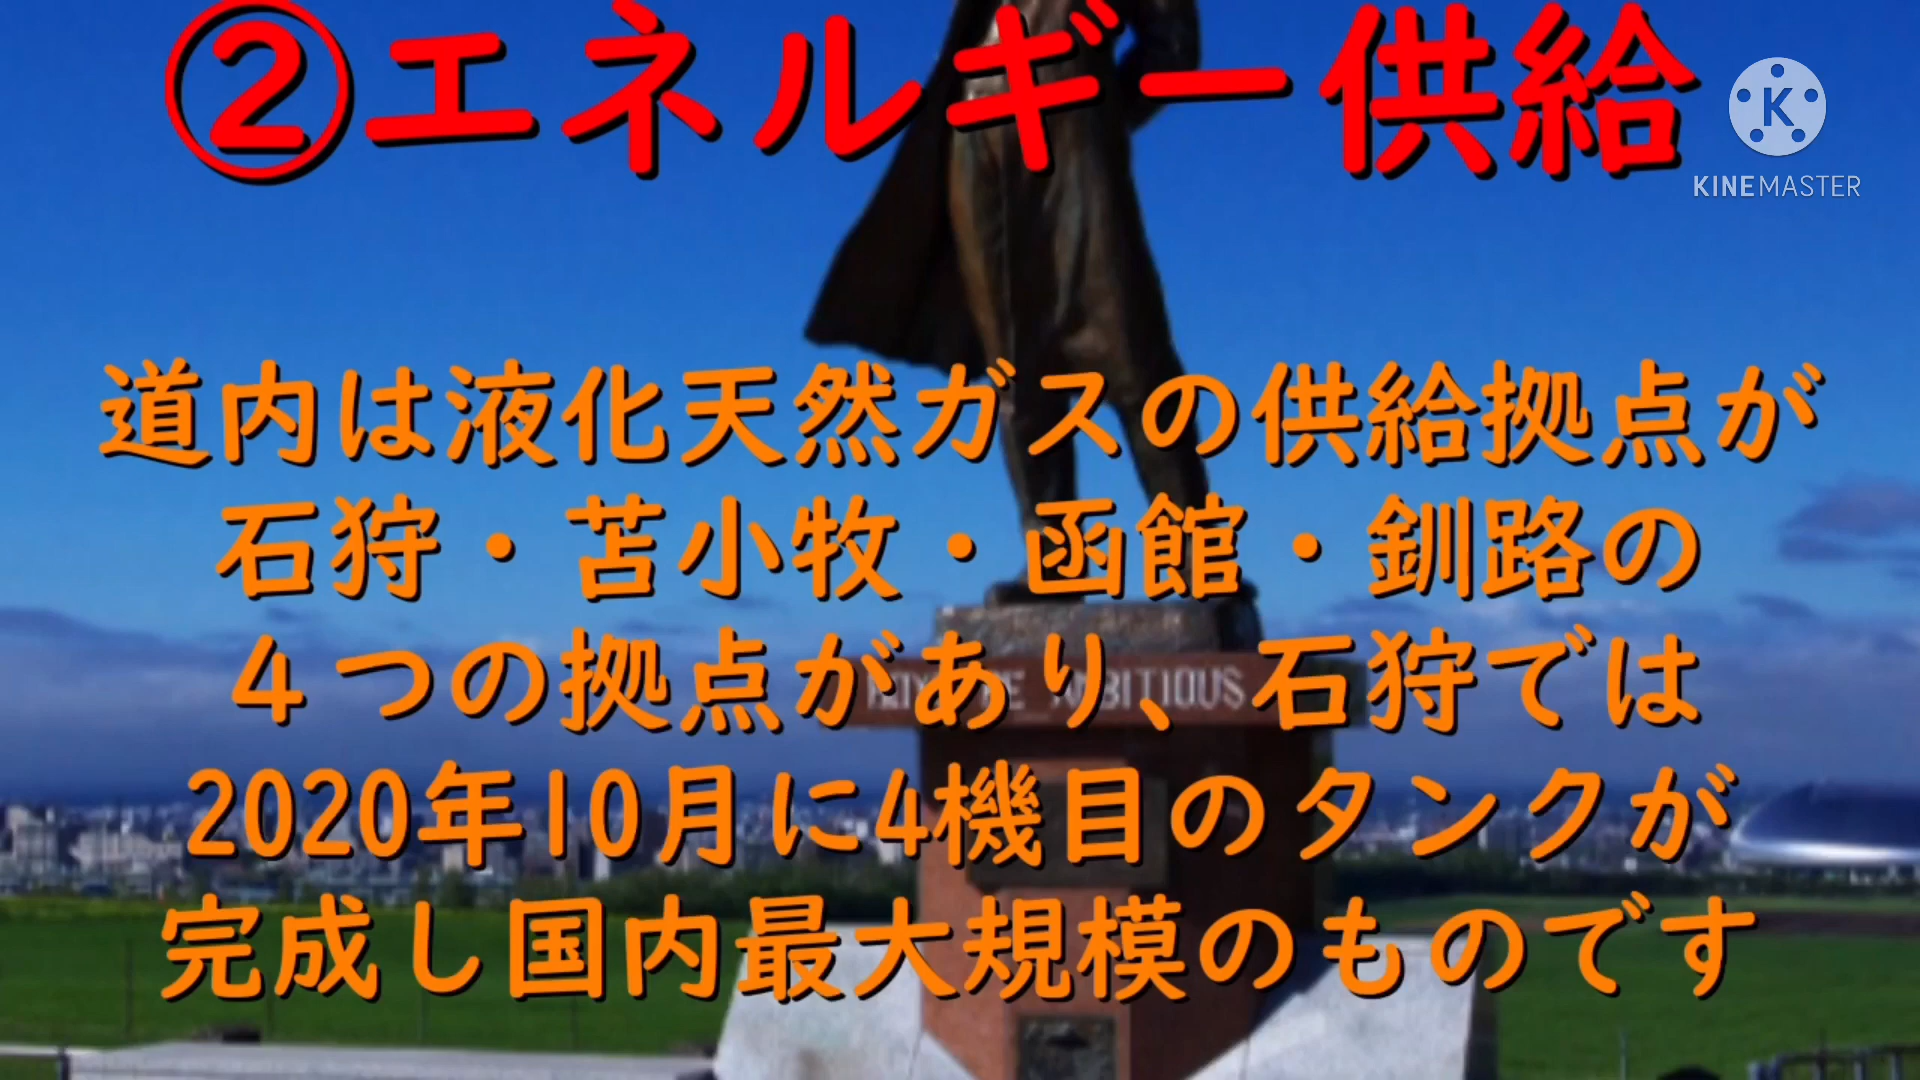 ②エネルギー供給
KINEMASTER
道内は液化天然ガスの供給拠点が
石狩・苫小牧・函館・釧路の
４つの拠点があり、石狩では
AMBITIOUS
2020年10月に4機目のタンクが
完成し国内最大規模のものです